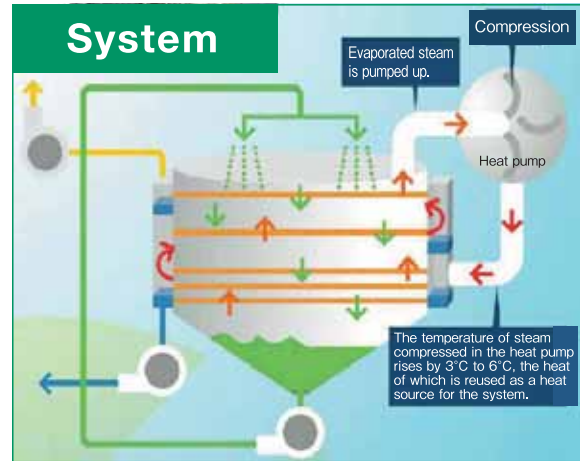 System
Evaporated steam
is pumped up.
Compression
Heat pump
The temperature of steam
compressed in the heat pump
rises by 3°C to 6°C, the heat
of which is reused as a heat
source for the system.